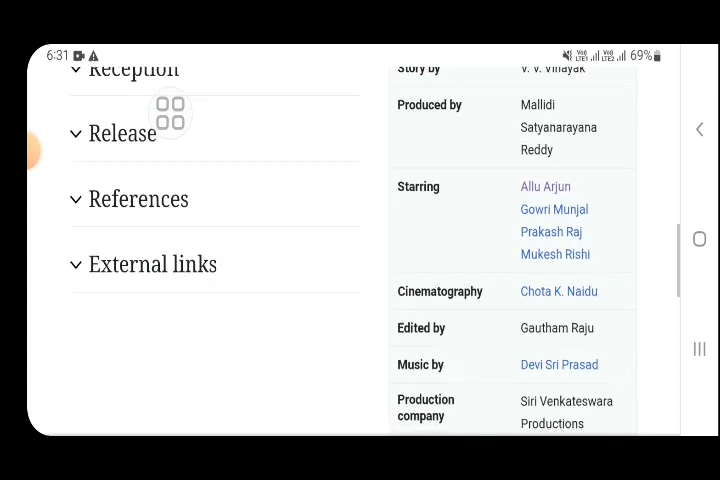 6:31
LTE1 LTE2 69%
Reception
Release
References
External links
Story by V. V. Vinayak
Produced by Mallidi
Satyanarayana
Reddy
Starring Allu Arjun
Gowri Munjal
Prakash Raj
Mukesh Rishi
Cinematography Chota K. Naidu
Edited by Gautham Raju
Music by Devi Sri Prasad
Production Siri Venkateswara
company Productions